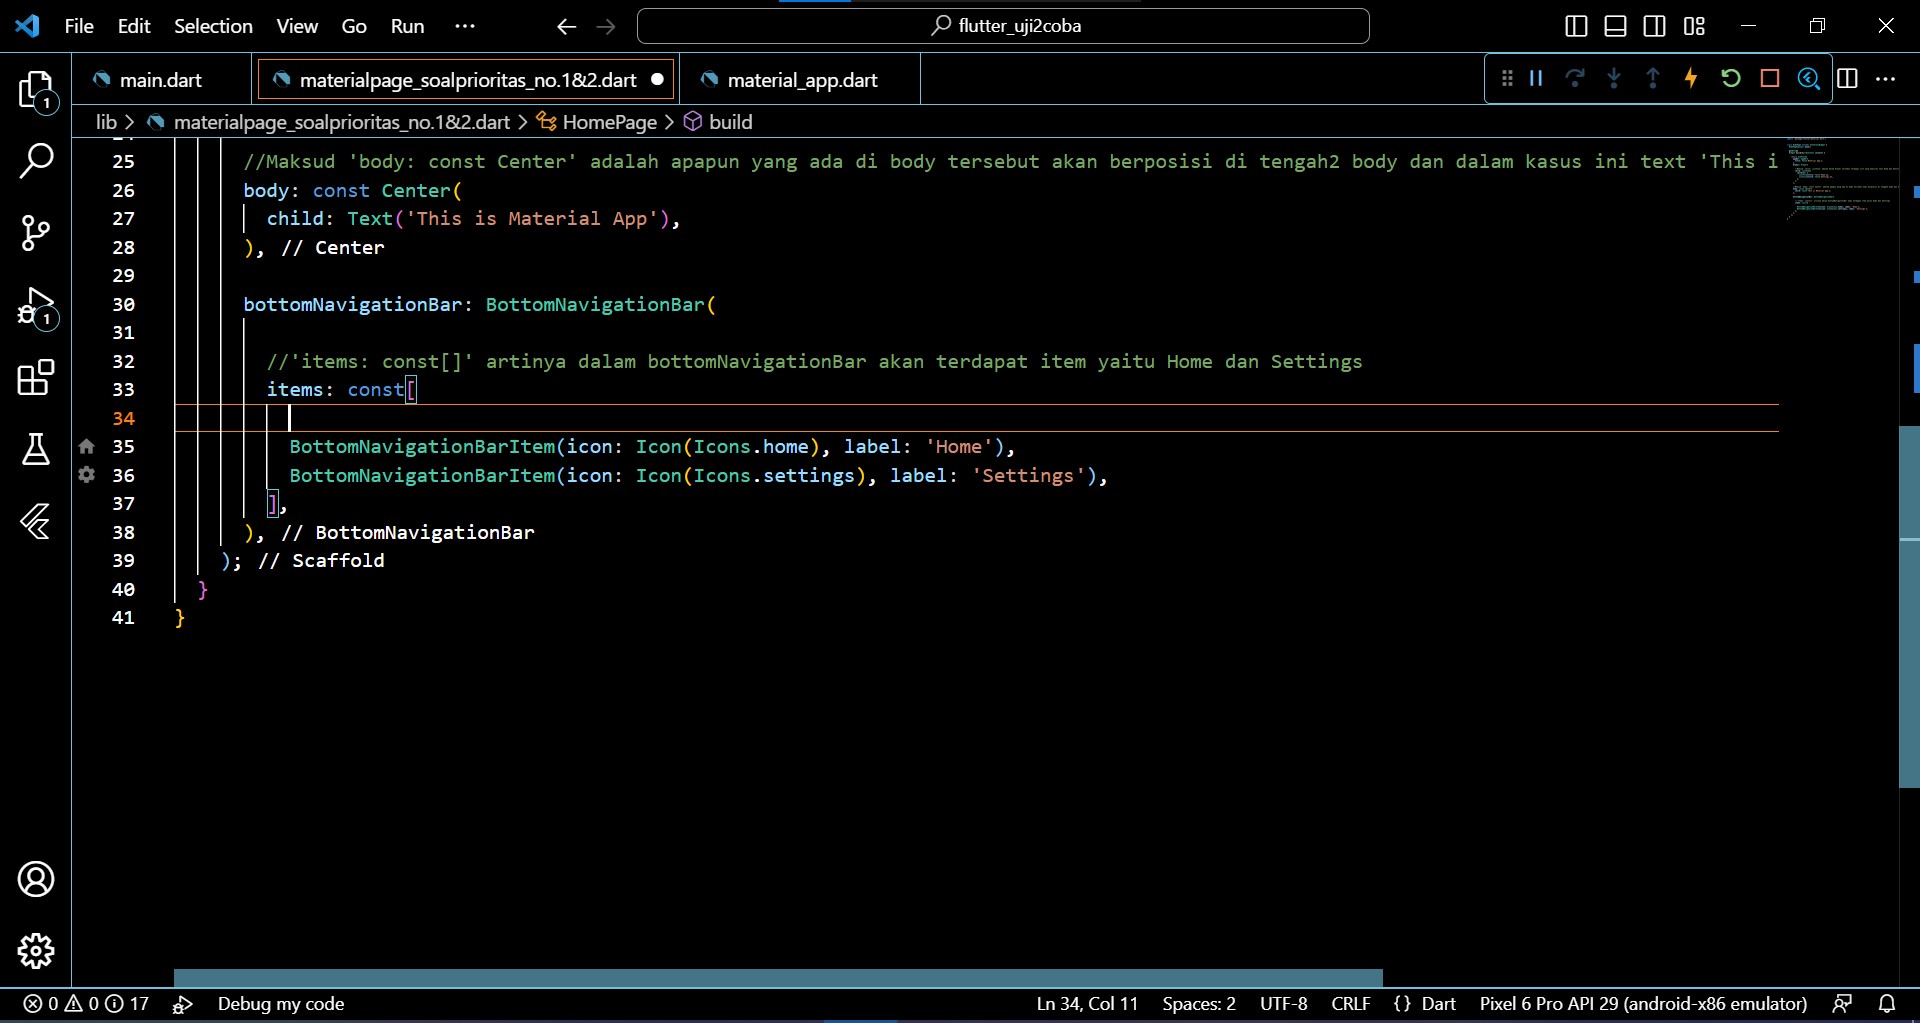 File Edit Selection View Go Run ··· flutter_uji2coba
main.dart materialpage_soalprioritas_no.1&2.dart material_app.dart
lib > materialpage_soalprioritas_no.1&2.dart > HomePage > build
25 //Maksud 'body: const Center' adalah apapun yang ada di body tersebut akan berposisi di tengah2 body dan dalam kasus ini text 'This i
26 body: const Center(
27 child: Text('This is Material App'),
28 ), // Center
29
30 bottomNavigationBar: BottomNavigationBar(
31
32 //'items: const[]' artinya dalam bottomNavigationBar akan terdapat item yaitu Home dan Settings
33 items: const[
34
35 BottomNavigationBarItem(icon: Icon(Icons.home), label: 'Home'),
36 BottomNavigationBarItem(icon: Icon(Icons.settings), label: 'Settings'),
37 ],
38 ), // BottomNavigationBar
39 ); // Scaffold
40 }
41 }
1
1
0 0 17 Debug my code Ln 34, Col 11 Spaces: 2 UTF-8 CRLF {} Dart Pixel 6 Pro API 29 (android-x86 emulator)